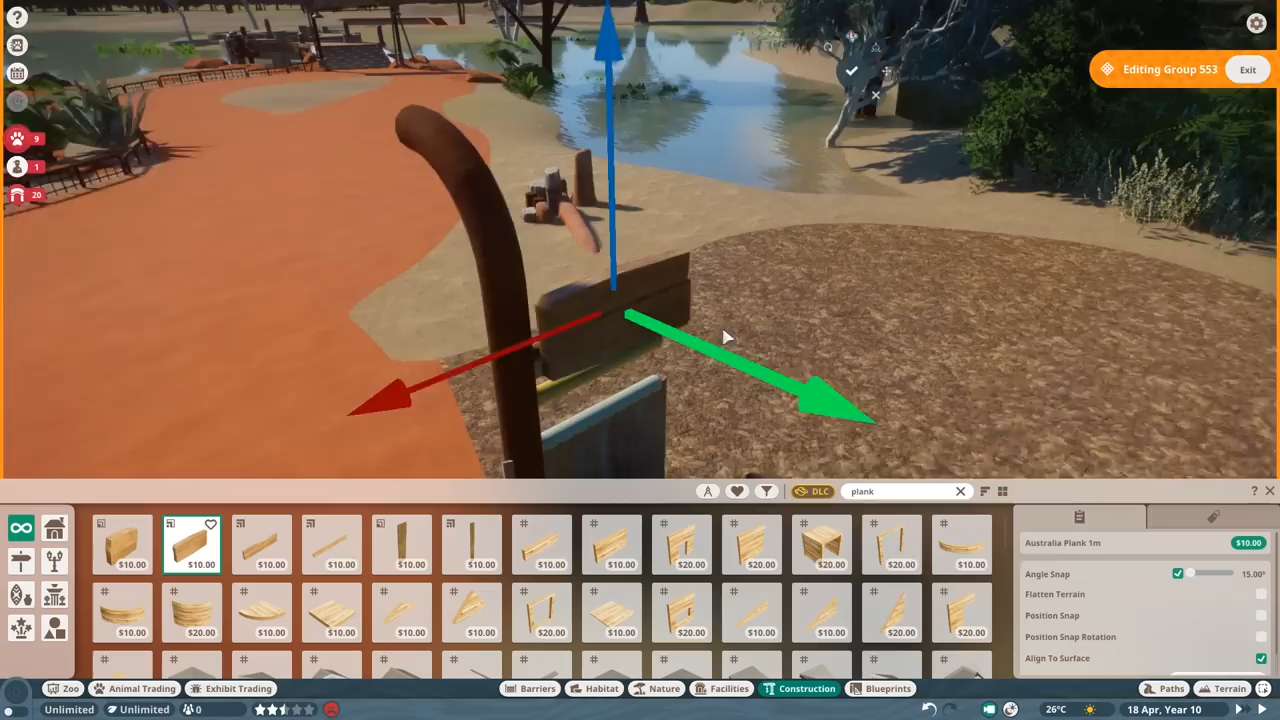 Editing Group 553
Exit
9
1
20
DLC
plank
$10.00 $10.00 $10.00 $10.00 $10.00 $10.00 $10.00 $10.00 $20.00 $20.00 $20.00 $20.00 $10.00
$10.00 $20.00 $10.00 $10.00 $10.00 $10.00 $20.00 $10.00 $20.00 $10.00 $10.00 $20.00 $20.00
Australia Plank 1m $10.00
Angle Snap 15.00°
Flatten Terrain
Position Snap
Position Snap Rotation
Align To Surface
Zoo Animal Trading Exhibit Trading Barriers Habitat Nature Facilities Construction Blueprints Paths Terrain
Unlimited Unlimited 0 26°C 18 Apr, Year 10